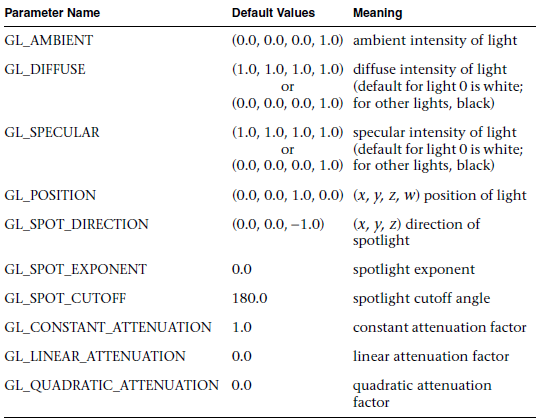 Parameter Name Default Values Meaning
GL_AMBIENT (0.0, 0.0, 0.0, 1.0) ambient intensity of light
GL_DIFFUSE (1.0, 1.0, 1.0, 1.0) diffuse intensity of light
or (default for light 0 is white;
(0.0, 0.0, 0.0, 1.0) for other lights, black)
GL_SPECULAR (1.0, 1.0, 1.0, 1.0) specular intensity of light
or (default for light 0 is white;
(0.0, 0.0, 0.0, 1.0) for other lights, black)
GL_POSITION (0.0, 0.0, 1.0, 0.0) (x, y, z, w) position of light
GL_SPOT_DIRECTION (0.0, 0.0, –1.0) (x, y, z) direction of
spotlight
GL_SPOT_EXPONENT 0.0 spotlight exponent
GL_SPOT_CUTOFF 180.0 spotlight cutoff angle
GL_CONSTANT_ATTENUATION 1.0 constant attenuation factor
GL_LINEAR_ATTENUATION 0.0 linear attenuation factor
GL_QUADRATIC_ATTENUATION 0.0 quadratic attenuation
factor